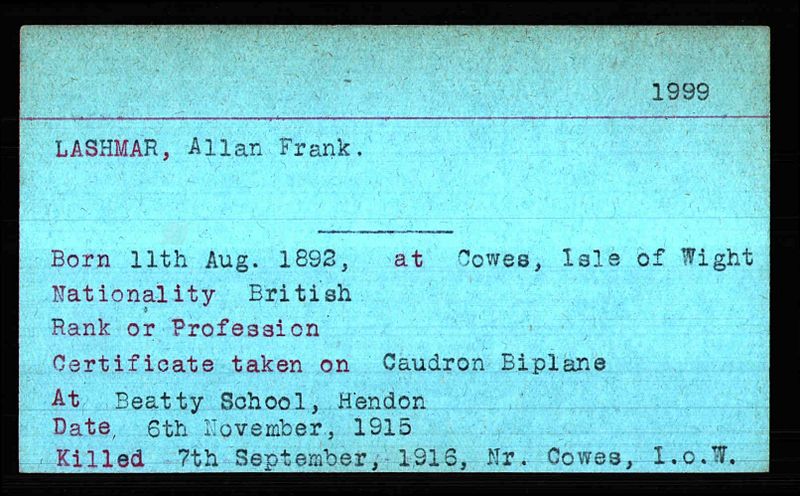 1999
LASHMAR, Allan Frank.
Born 11th Aug. 1892, at Cowes, Isle of Wight
Nationality British
Rank or Profession
Certificate taken on Caudron Biplane
At Beatty School, Hendon
Date 6th November, 1915
Killed 7th September, 1916, Nr. Cowes, I.o.W.